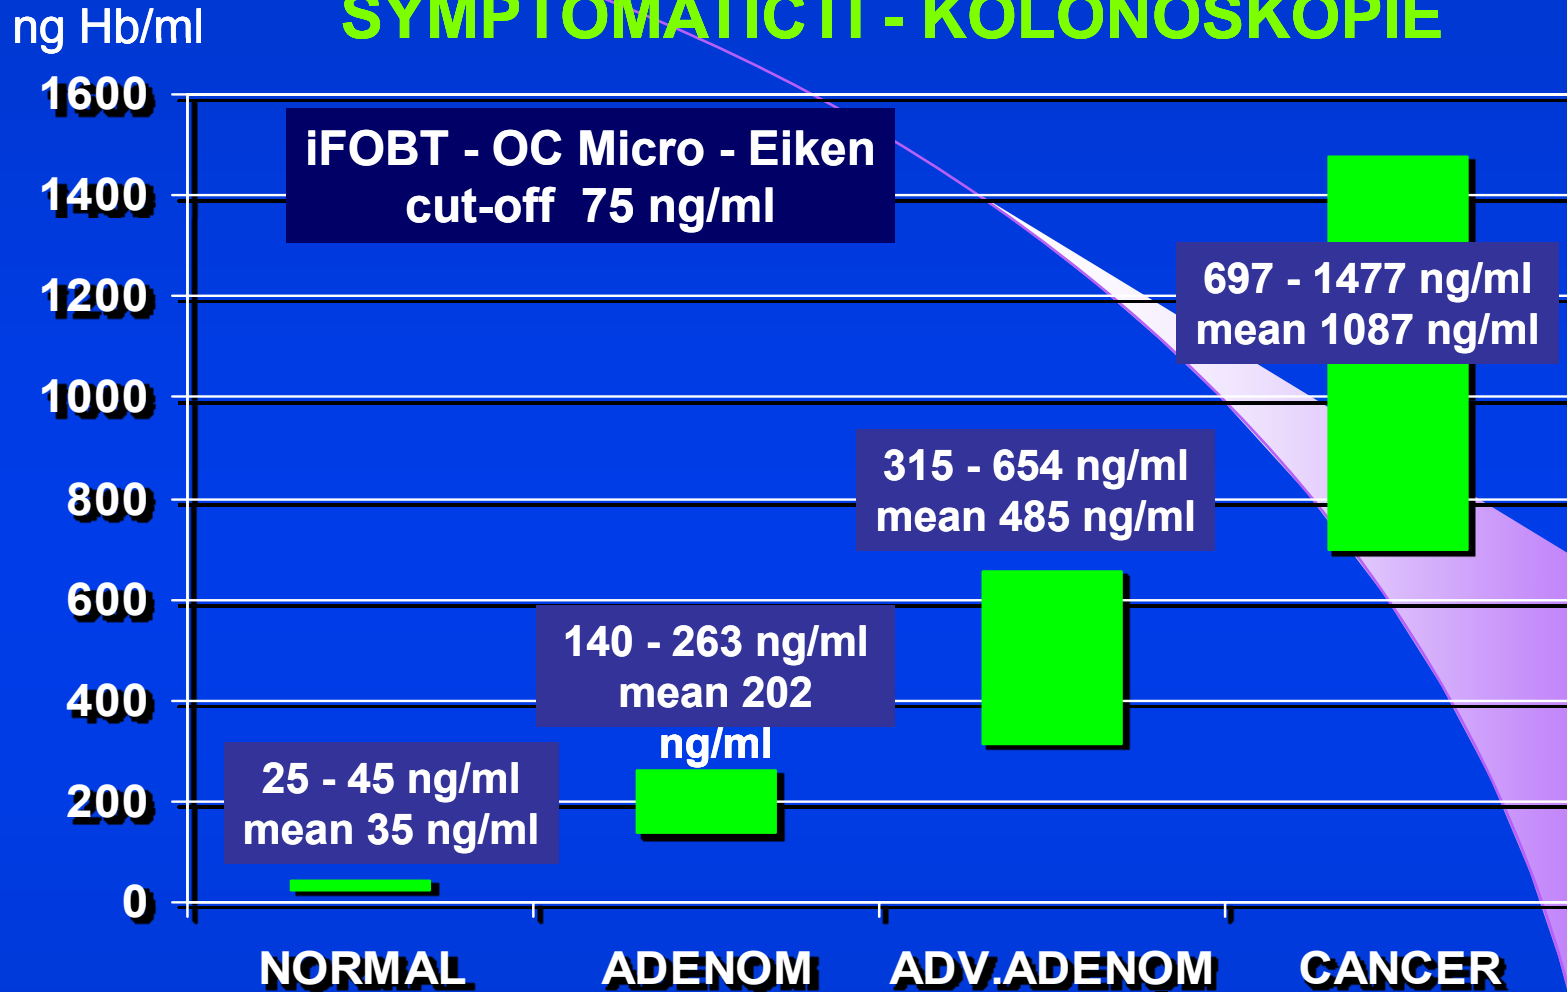 ng Hb/ml
SYMPTOMATIČTÍ - KOLONOSKOPIE
1600
1400
1200
1000
800
600
400
200
0
iFOBT - OC Micro - Eiken
cut-off 75 ng/ml
697 - 1477 ng/ml
mean 1087 ng/ml
315 - 654 ng/ml
mean 485 ng/ml
140 - 263 ng/ml
mean 202
ng/ml
25 - 45 ng/ml
mean 35 ng/ml
NORMAL
ADENOM
ADV.ADENOM
CANCER